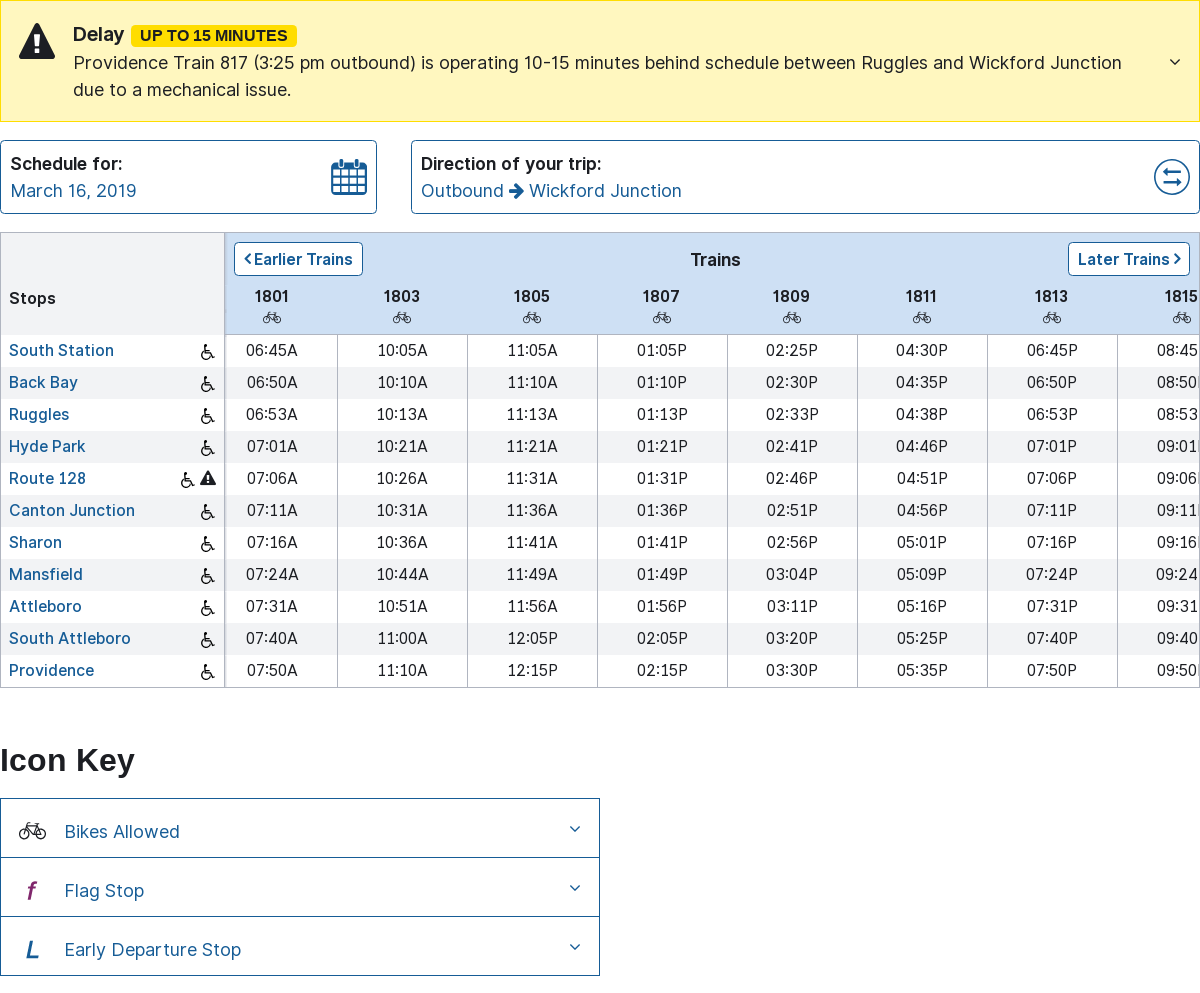 Delay UP TO 15 MINUTES
Providence Train 817 (3:25 pm outbound) is operating 10-15 minutes behind schedule between Ruggles and Wickford Junction
due to a mechanical issue.
Schedule for:
March 16, 2019
Direction of your trip:
Outbound Wickford Junction
Earlier Trains Trains Later Trains
Stops 1801 1803 1805 1807 1809 1811 1813 1815
South Station 06:45A 10:05A 11:05A 01:05P 02:25P 04:30P 06:45P 08:45
Back Bay 06:50A 10:10A 11:10A 01:10P 02:30P 04:35P 06:50P 08:50
Ruggles 06:53A 10:13A 11:13A 01:13P 02:33P 04:38P 06:53P 08:53
Hyde Park 07:01A 10:21A 11:21A 01:21P 02:41P 04:46P 07:01P 09:01
Route 128 07:06A 10:26A 11:31A 01:31P 02:46P 04:51P 07:06P 09:06
Canton Junction 07:11A 10:31A 11:36A 01:36P 02:51P 04:56P 07:11P 09:11
Sharon 07:16A 10:36A 11:41A 01:41P 02:56P 05:01P 07:16P 09:16
Mansfield 07:24A 10:44A 11:49A 01:49P 03:04P 05:09P 07:24P 09:24
Attleboro 07:31A 10:51A 11:56A 01:56P 03:11P 05:16P 07:31P 09:31
South Attleboro 07:40A 11:00A 12:05P 02:05P 03:20P 05:25P 07:40P 09:40
Providence 07:50A 11:10A 12:15P 02:15P 03:30P 05:35P 07:50P 09:50
Icon Key
Bikes Allowed
f Flag Stop
L Early Departure Stop